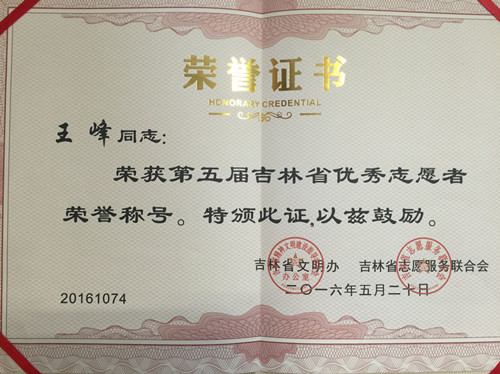 荣誉证书
HONORARY CREDENTIAL
王峰同志:
荣获第五届吉林省优秀志愿者
荣誉称号。特颁此证,以兹鼓励。
吉林省文明办 吉林省志愿服务联合会
办公室
二〇一六年五月二十日
20161074